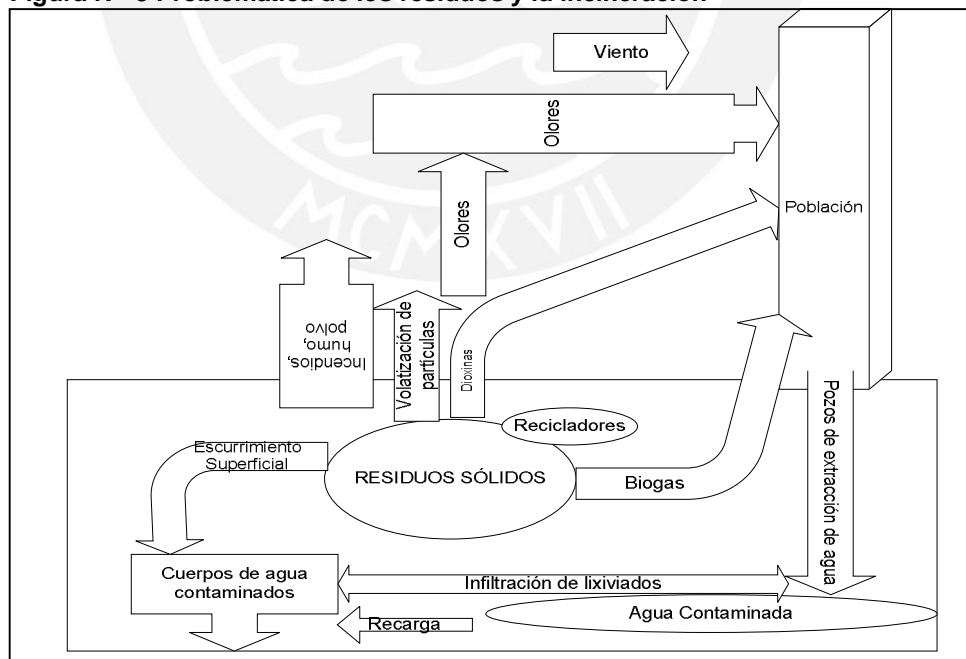 Figura N° Problemática de los residuos y la incineración
Viento
Olores
MCMXVII
Población
Olores
Incendios,
humo,
polvo
Volatización de
partículas
Dioxinas
Recicladores
Escurrimiento
Superficial
RESIDUOS SÓLIDOS
Biogas
Pozos de extracción de agua
Cuerpos de agua
contaminados
Infiltración de lixiviados
Agua Contaminada
Recarga